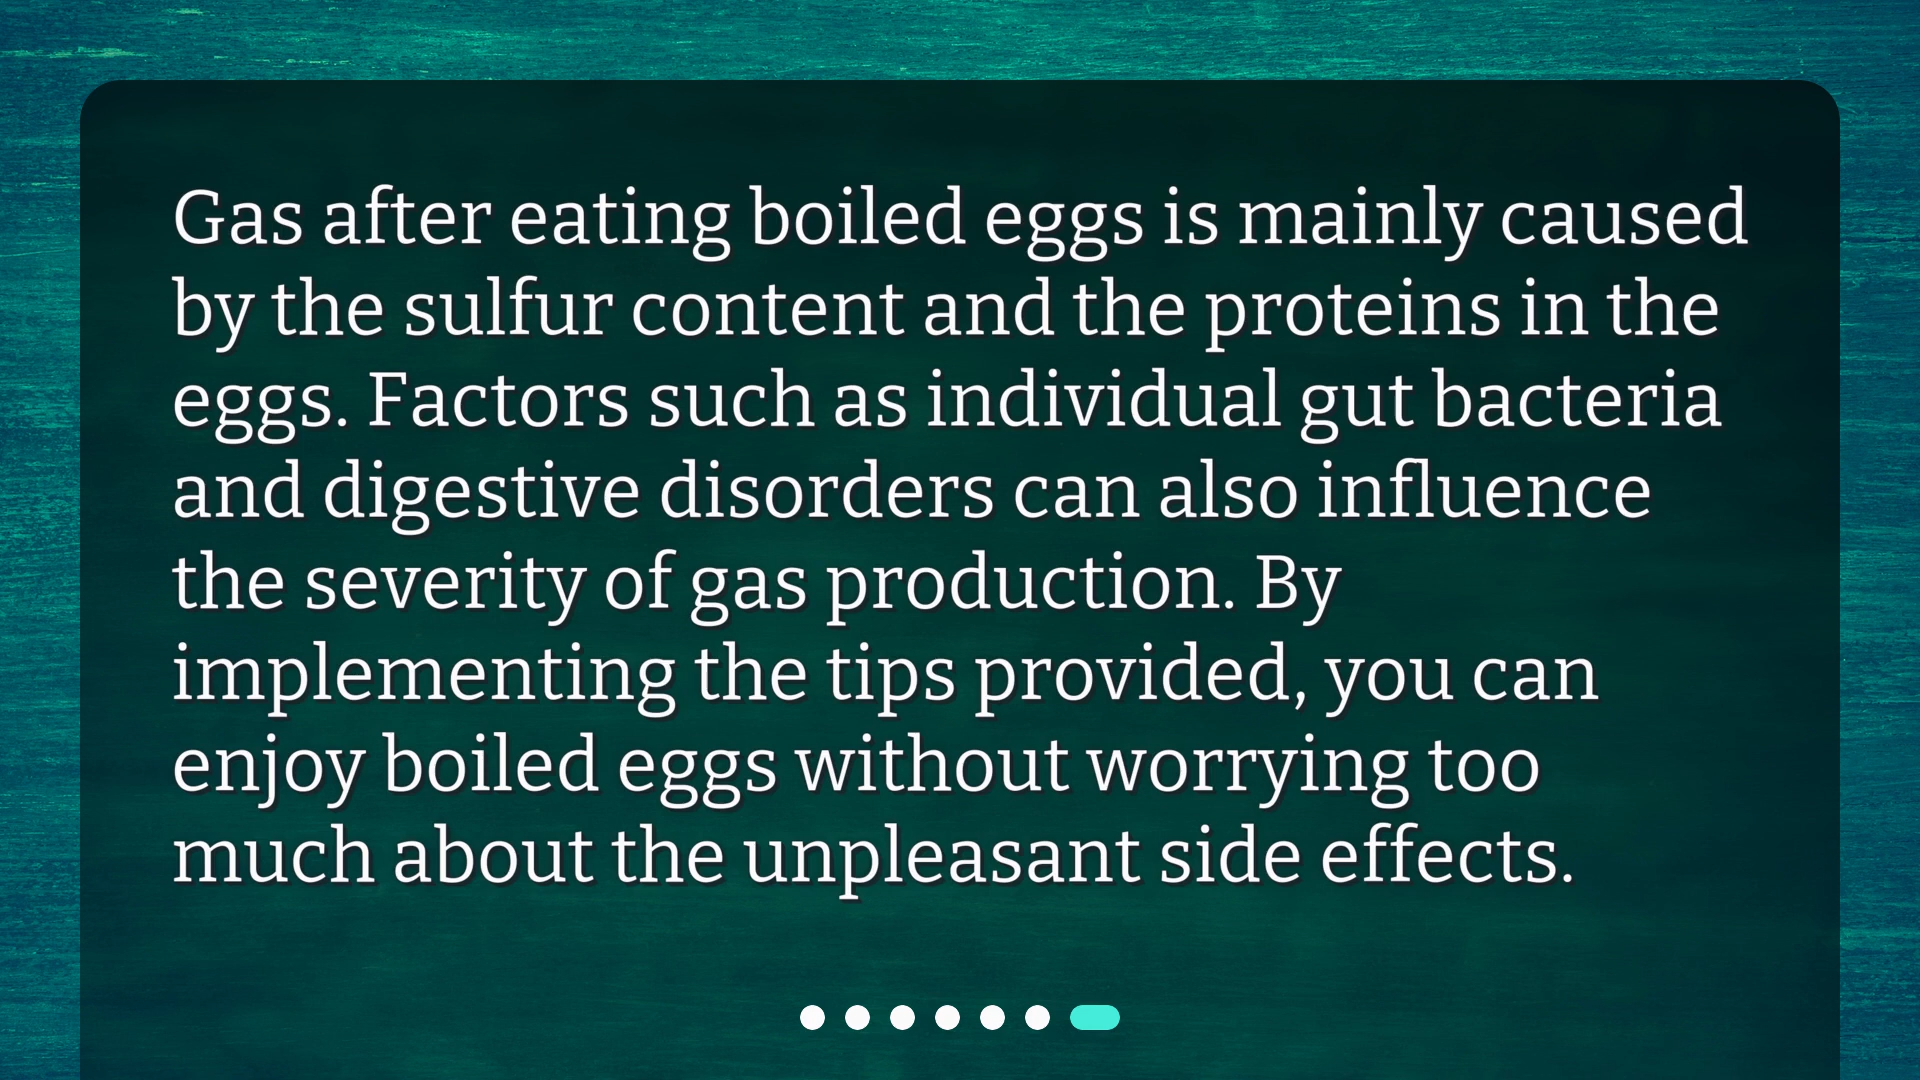 Gas after eating boiled eggs is mainly caused
by the sulfur content and the proteins in the
eggs. Factors such as individual gut bacteria
and digestive disorders can also influence
the severity of gas production. By
implementing the tips provided, you can
enjoy boiled eggs without worrying too
much about the unpleasant side effects.